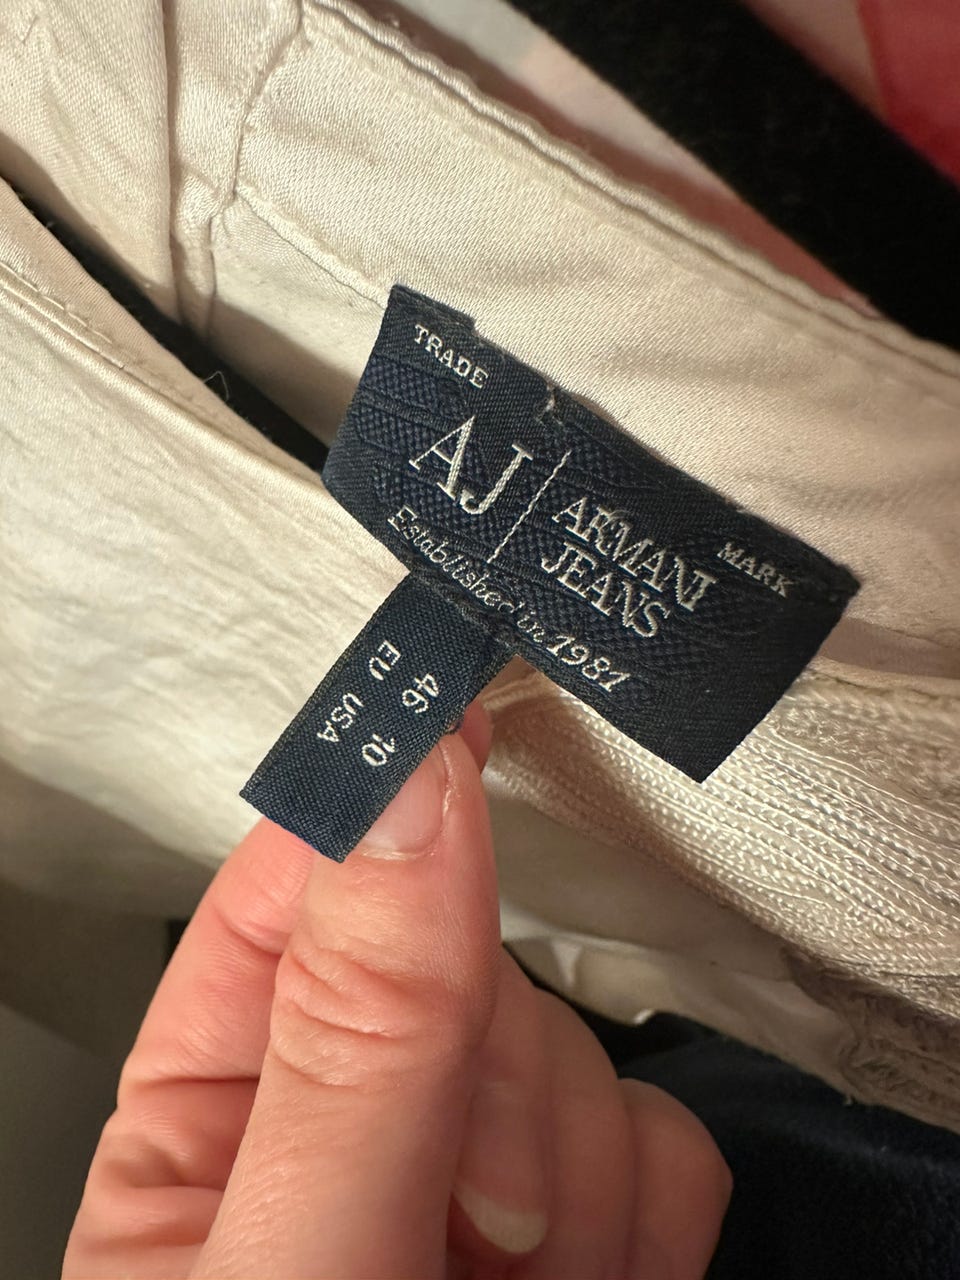 TRADE MARK
AJ | ARMANI
JEANS
Established in 1981
46 10
EU USA